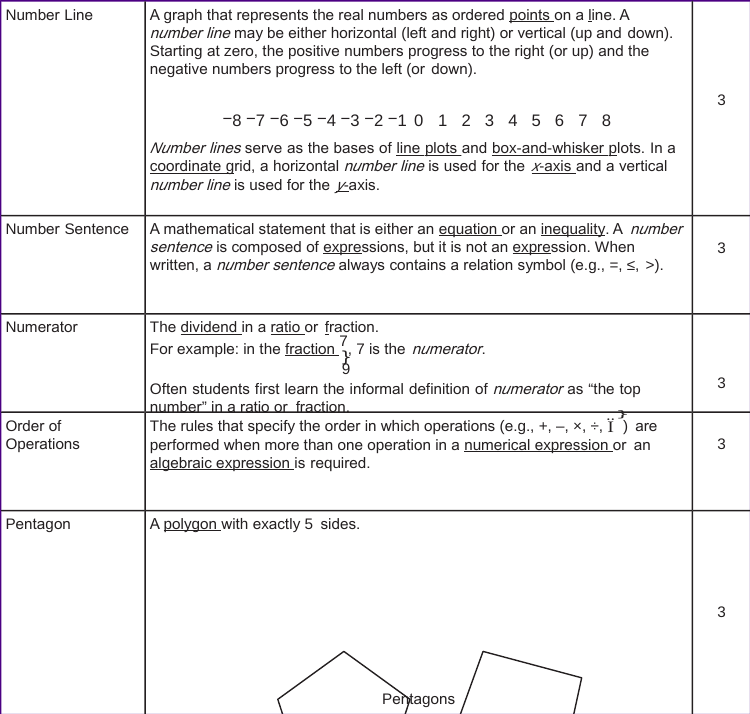 Number Line
A graph that represents the real numbers as ordered points on a line. A
number line may be either horizontal (left and right) or vertical (up and down).
Starting at zero, the positive numbers progress to the right (or up) and the
negative numbers progress to the left (or down).
3
−8 −7 −6 −5 −4 −3 −2 −1 0 1 2 3 4 5 6 7 8
Number lines serve as the bases of line plots and box-and-whisker plots. In a
coordinate grid, a horizontal number line is used for the x-axis and a vertical
number line is used for the y-axis.
Number Sentence
A mathematical statement that is either an equation or an inequality. A number
sentence is composed of expressions, but it is not an expression. When
written, a number sentence always contains a relation symbol (e.g., =, ≤, >).
3
Numerator
The dividend in a ratio or fraction.
For example: in the fraction 7 } 9 , 7 is the numerator.
Often students first learn the informal definition of numerator as “the top
number” in a ratio or fraction.
3
Order of
Operations
The rules that specify the order in which operations (e.g., +, –, ×, ÷, Ï}) are
performed when more than one operation in a numerical expression or an
algebraic expression is required.
3
Pentagon
A polygon with exactly 5 sides.
3
Pentagons